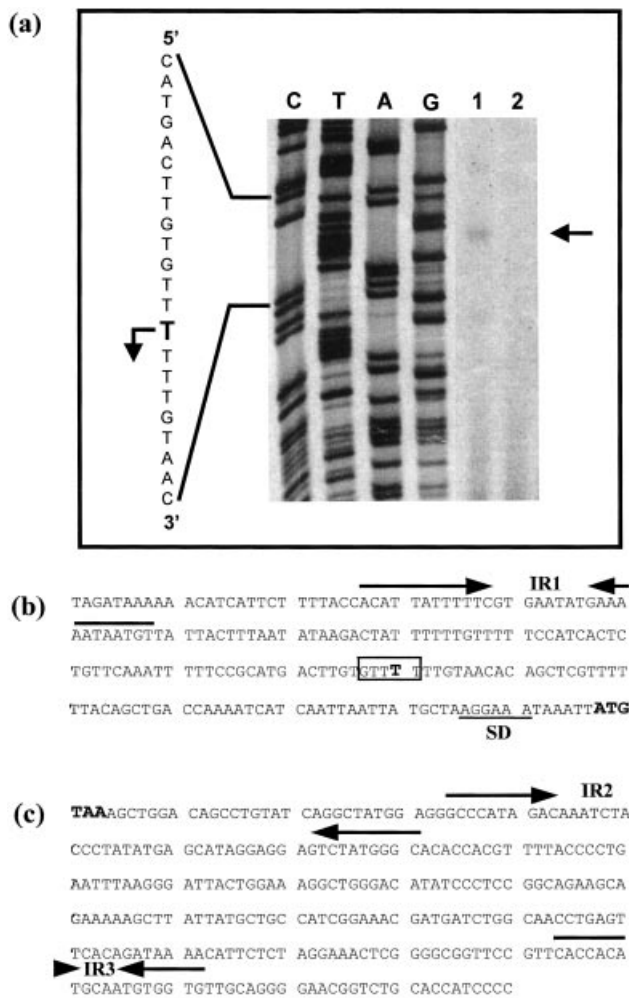 (a)
5'
C
A
T
G
A
C
T
T
G
T
G
T
T
T
T
T
T
G
T
A
A
C
3'
C T A G 1 2
(b)
IR1
TAGATAAAAA ACATCATTCT TTTACCACAT TATTTTTCGT GAATATGAAA
AATAATGTTA TTACTTTAAT ATAAGACTAT TTTTTGTTTT TCCATCACTC
TGTTCAAATT TTTCCGCATG ACTTGTGTTT TTTGTAACAC AGCTCGTTTT
TTACAGCTGA CCAAAATCAT CAATTAATTA TGCTAAGGAA ATAAATTATG
SD
(c)
IR2
TAAAGCTGGA CAGCCTGTAT CAGGCTATGG AGGGCCCATA GACAAATCTA
CCCTATATGA GCATAGGAGG AGTCTATGGG CACACCACGT TTTACCCCTG
AATTTAAGGG ATTACTGGAA AGGCTGGGAC ATATCCCTCC GGCAGAAGCA
GAAAAAGCTT ATTATGCTGC CATCGGAAAC GATGATCTGG CAACCTGAGT
TCACAGATAA AACATTCTCT AGGAAACTCG GGGCGGTTCC GTTCACCACA
IR3
TGCAATGTGG TGTTGCAGGG GAACGGTCTG CACCATCCCC